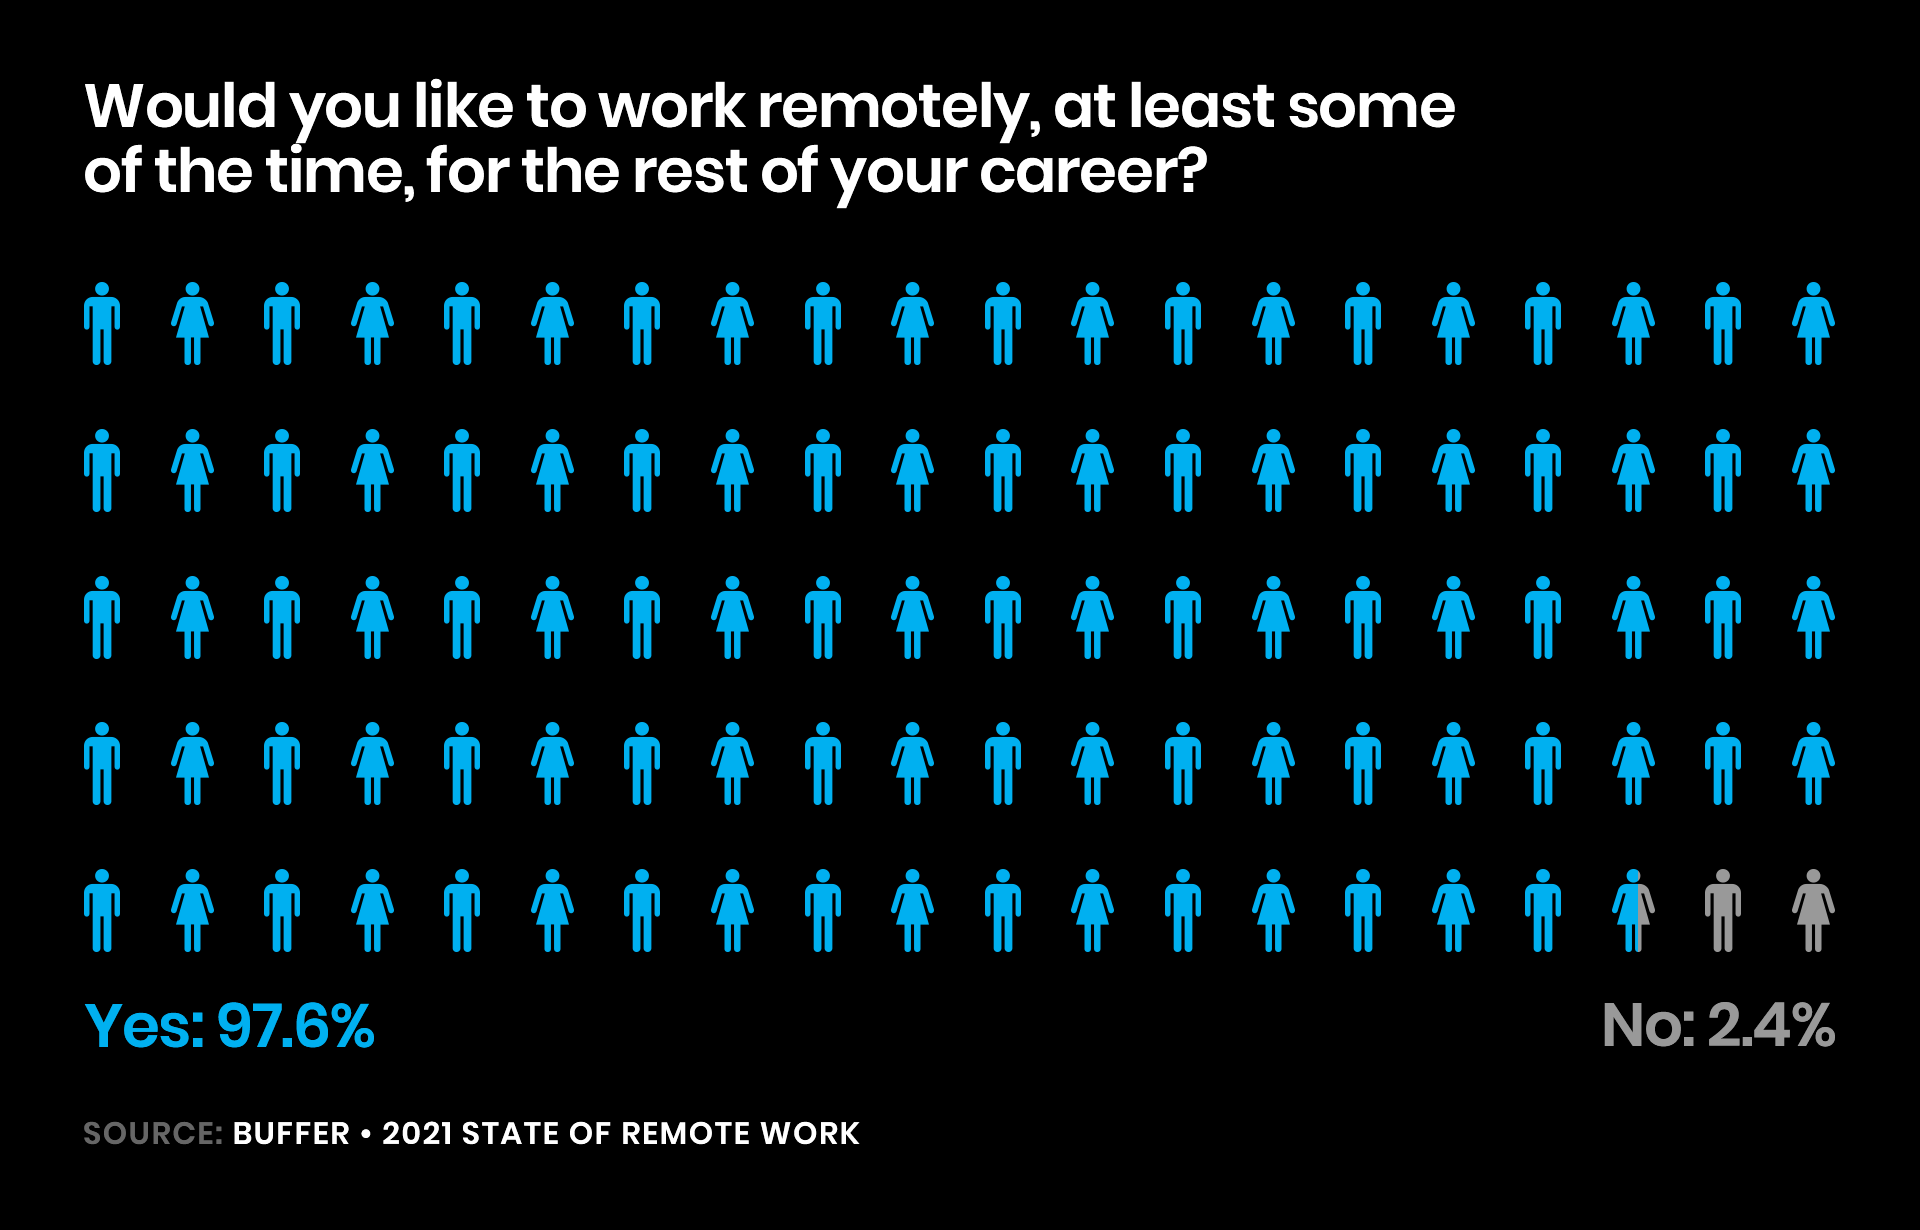 Would you like to work remotely, at least some
of the time, for the rest of your career?
Yes: 97.6%
No: 2.4%
SOURCE: BUFFER • 2021 STATE OF REMOTE WORK